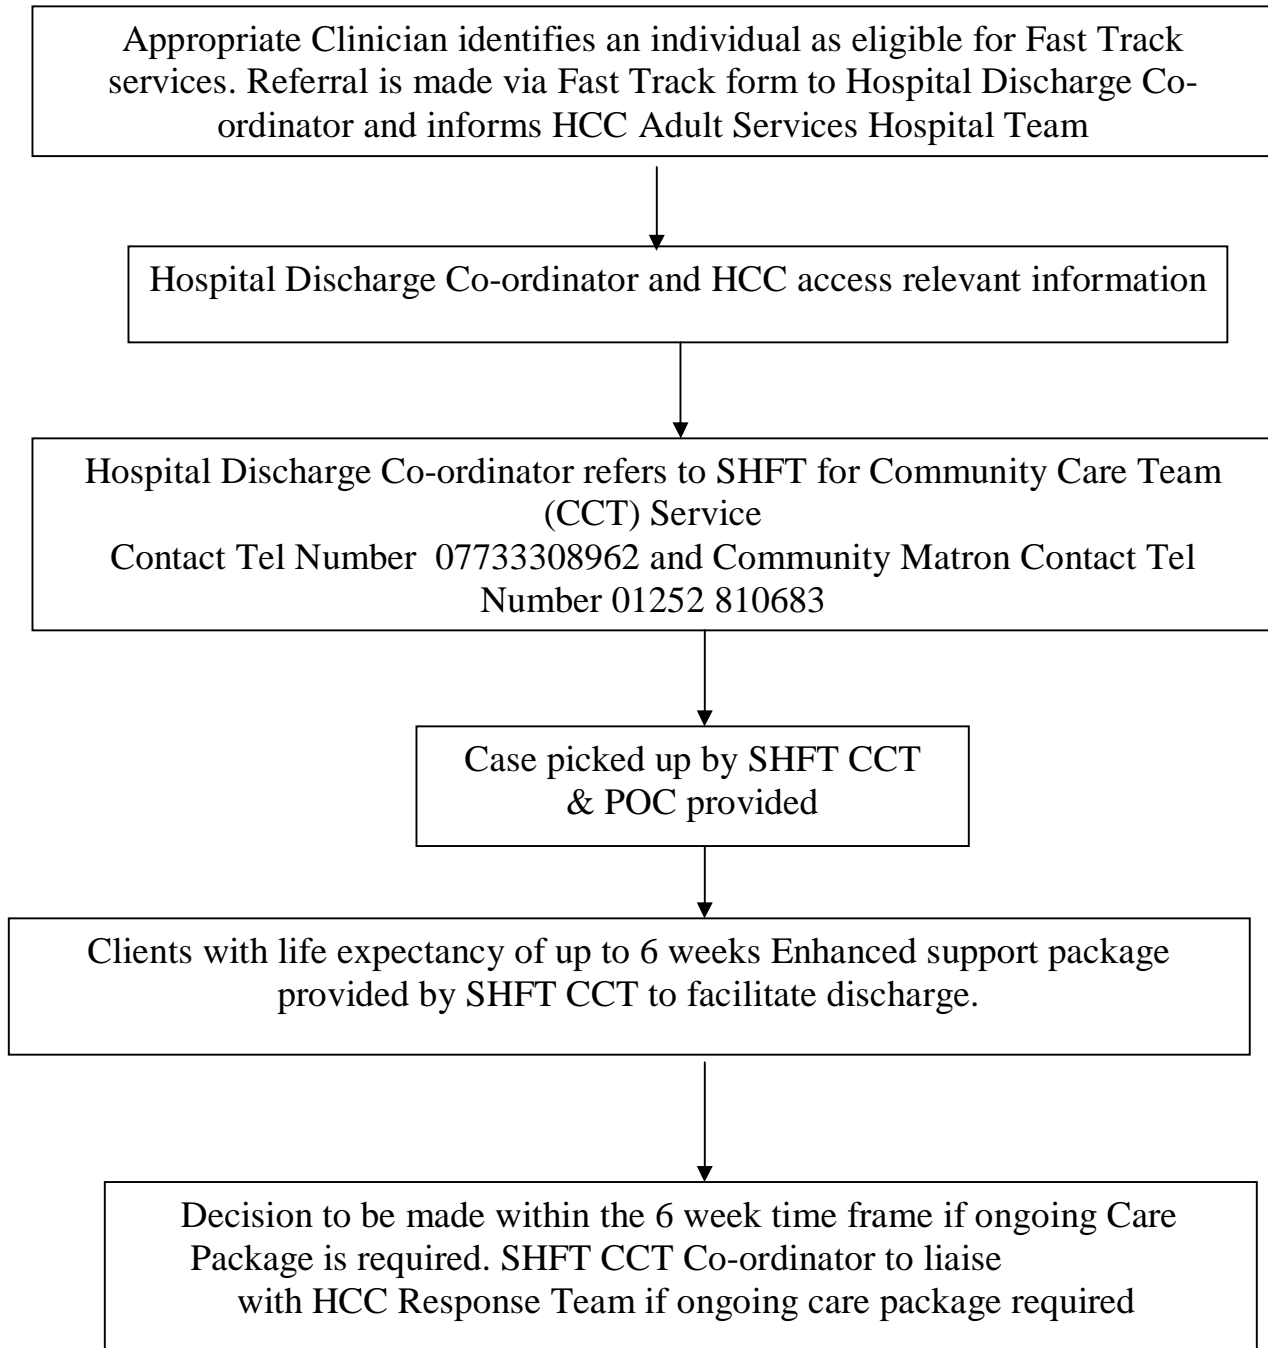 Appropriate Clinician identifies an individual as eligible for Fast Track
services. Referral is made via Fast Track form to Hospital Discharge Co-
ordinator and informs HCC Adult Services Hospital Team
Hospital Discharge Co-ordinator and HCC access relevant information
Hospital Discharge Co-ordinator refers to SHFT for Community Care Team
(CCT) Service
Contact Tel Number 07733308962 and Community Matron Contact Tel
Number 01252 810683
Case picked up by SHFT CCT
& POC provided
Clients with life expectancy of up to 6 weeks Enhanced support package
provided by SHFT CCT to facilitate discharge.
Decision to be made within the 6 week time frame if ongoing Care
Package is required. SHFT CCT Co-ordinator to liaise
with HCC Response Team if ongoing care package required